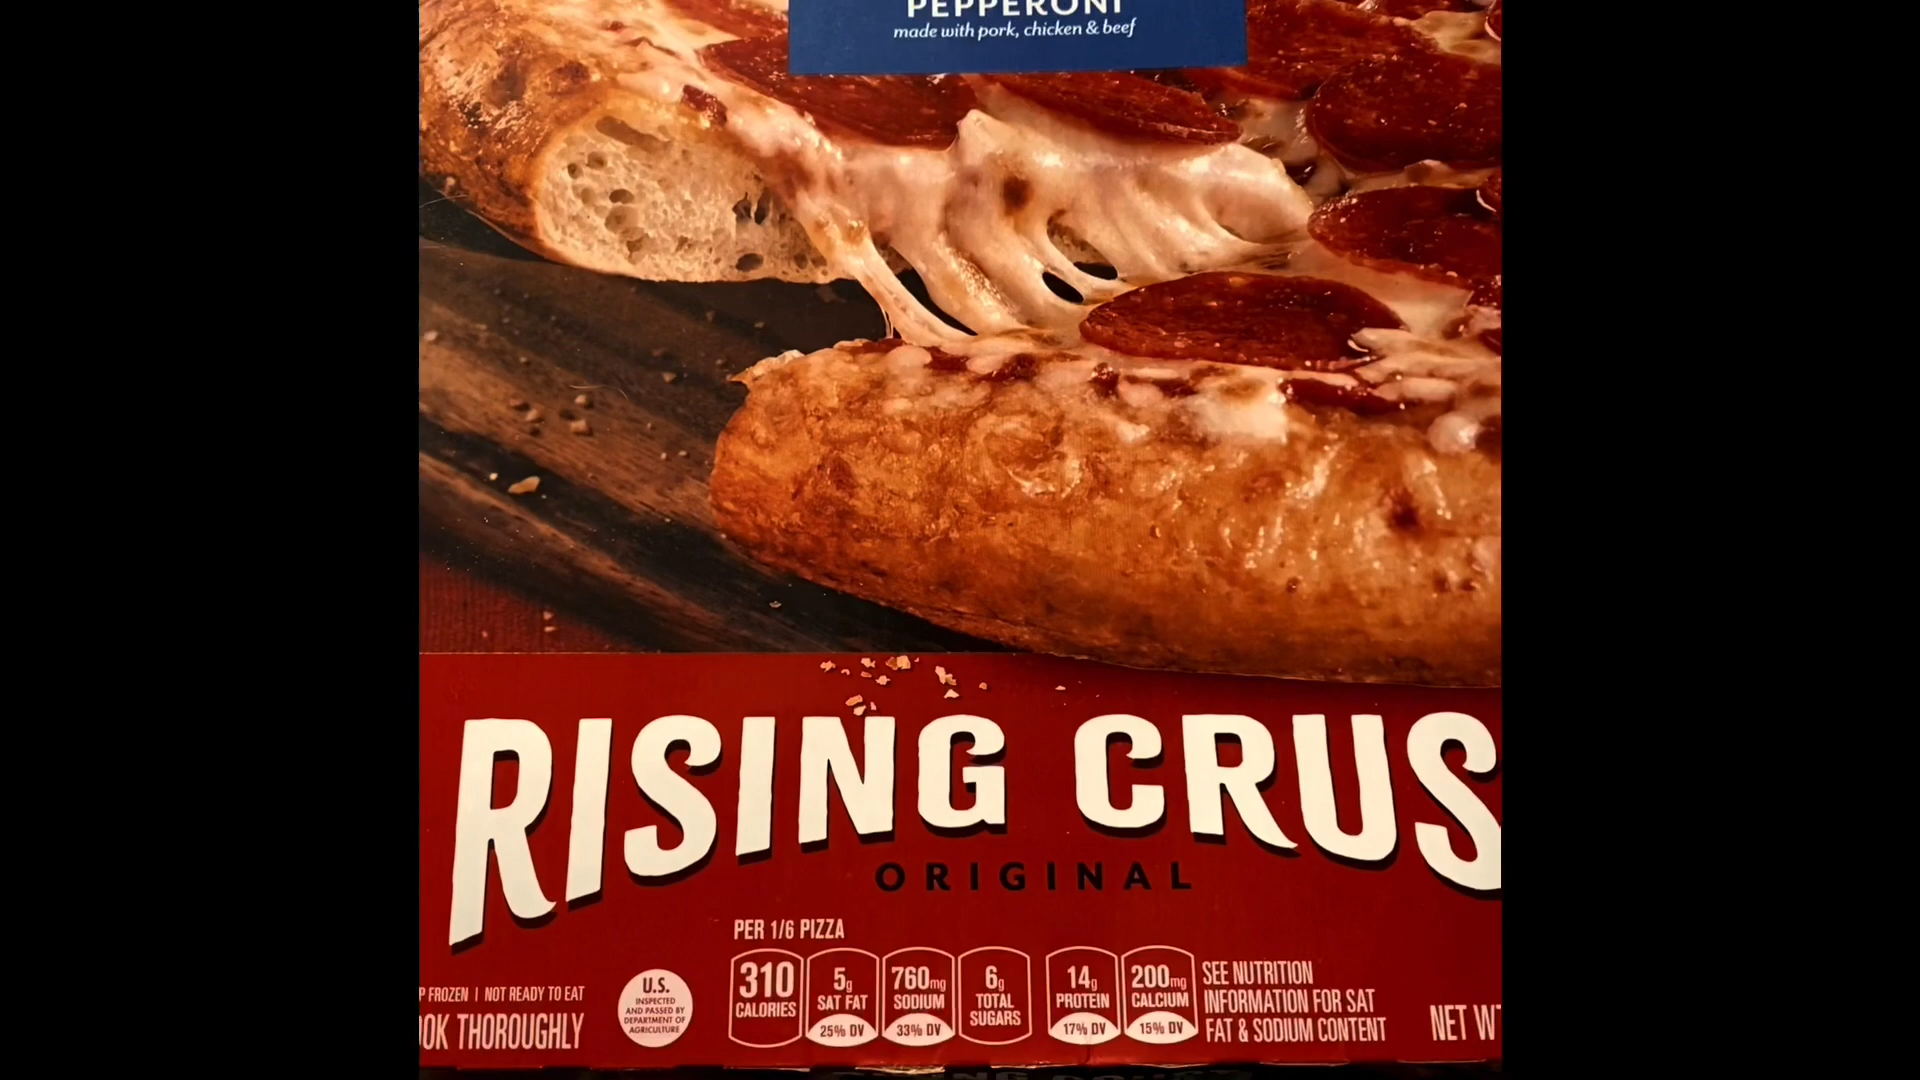 PEPPERONI
made with pork, chicken & beef
RISING CRUS
ORIGINAL
PER 1/6 PIZZA
310
CALORIES
5g
SAT FAT
25% DV
760mg
SODIUM
33% DV
6g
TOTAL
SUGARS
14g
PROTEIN
17% DV
200mg
CALCIUM
15% DV
SEE NUTRITION
INFORMATION FOR SAT
FAT & SODIUM CONTENT
P FROZEN | NOT READY TO EAT
OOK THOROUGHLY
U.S.
INSPECTED
AND PASSED BY
DEPARTMENT OF
AGRICULTURE
NET W